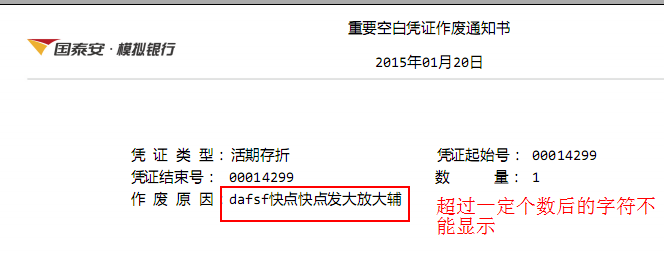 重要空白凭证作废通知书
国泰安·模拟银行
2015年01月20日
凭 证 类 型：活期存折 凭证起始号： 00014299
凭证结束号： 00014299 数 量： 1
作 废 原 因：dafsf快点快点发大放大辅
超过一定个数后的字符不
能显示